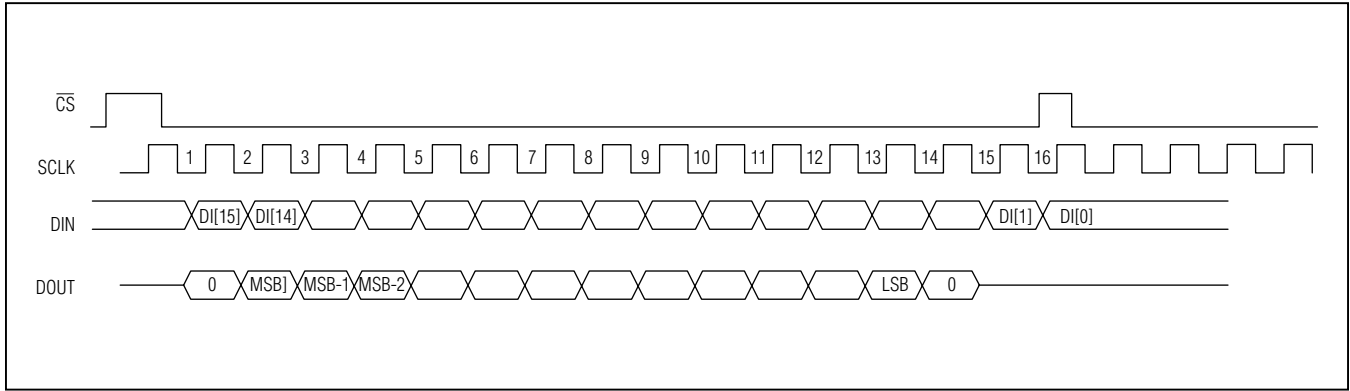 C̅S̅
SCLK 1 2 3 4 5 6 7 8 9 10 11 12 13 14 15 16
DIN DI[15] DI[14] DI[1] DI[0]
DOUT 0 MSB] MSB-1 MSB-2 LSB 0